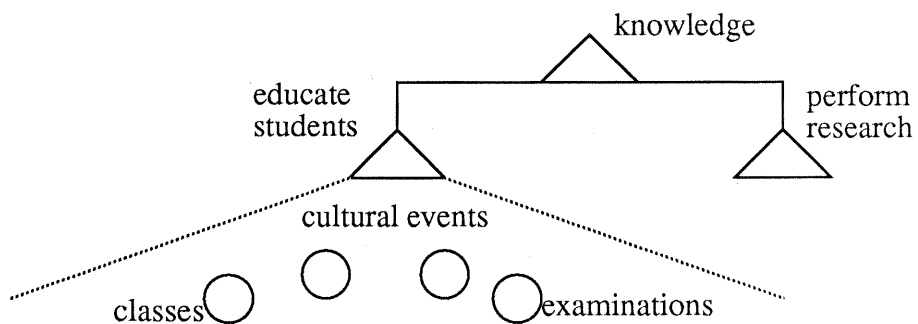 knowledge
educate
students
perform
research
cultural events
classes
examinations